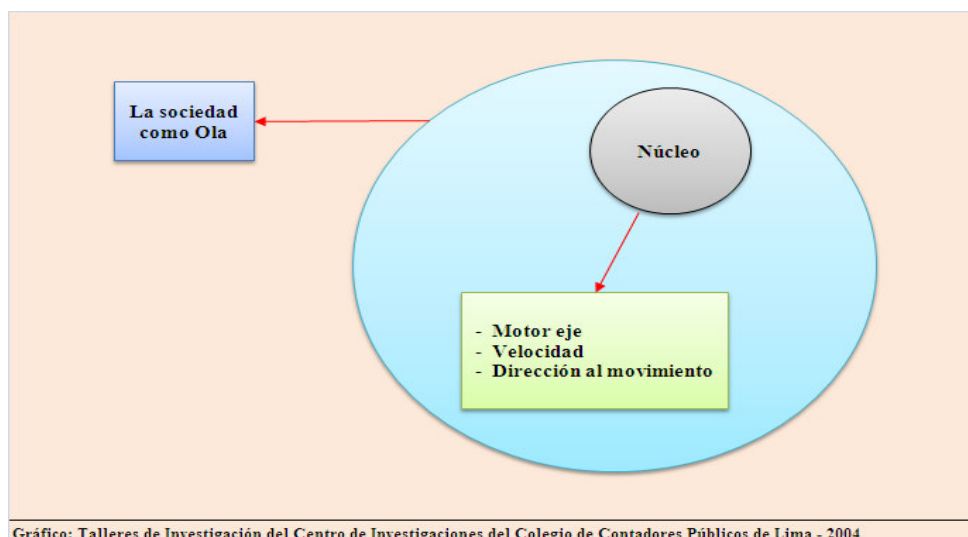 La sociedad
como Ola
Núcleo
- Motor eje
- Velocidad
- Dirección al movimiento
Gráfico: Talleres de Investigación del Centro de Investigaciones del Colegio de Contadores Públicos de Lima - 2004